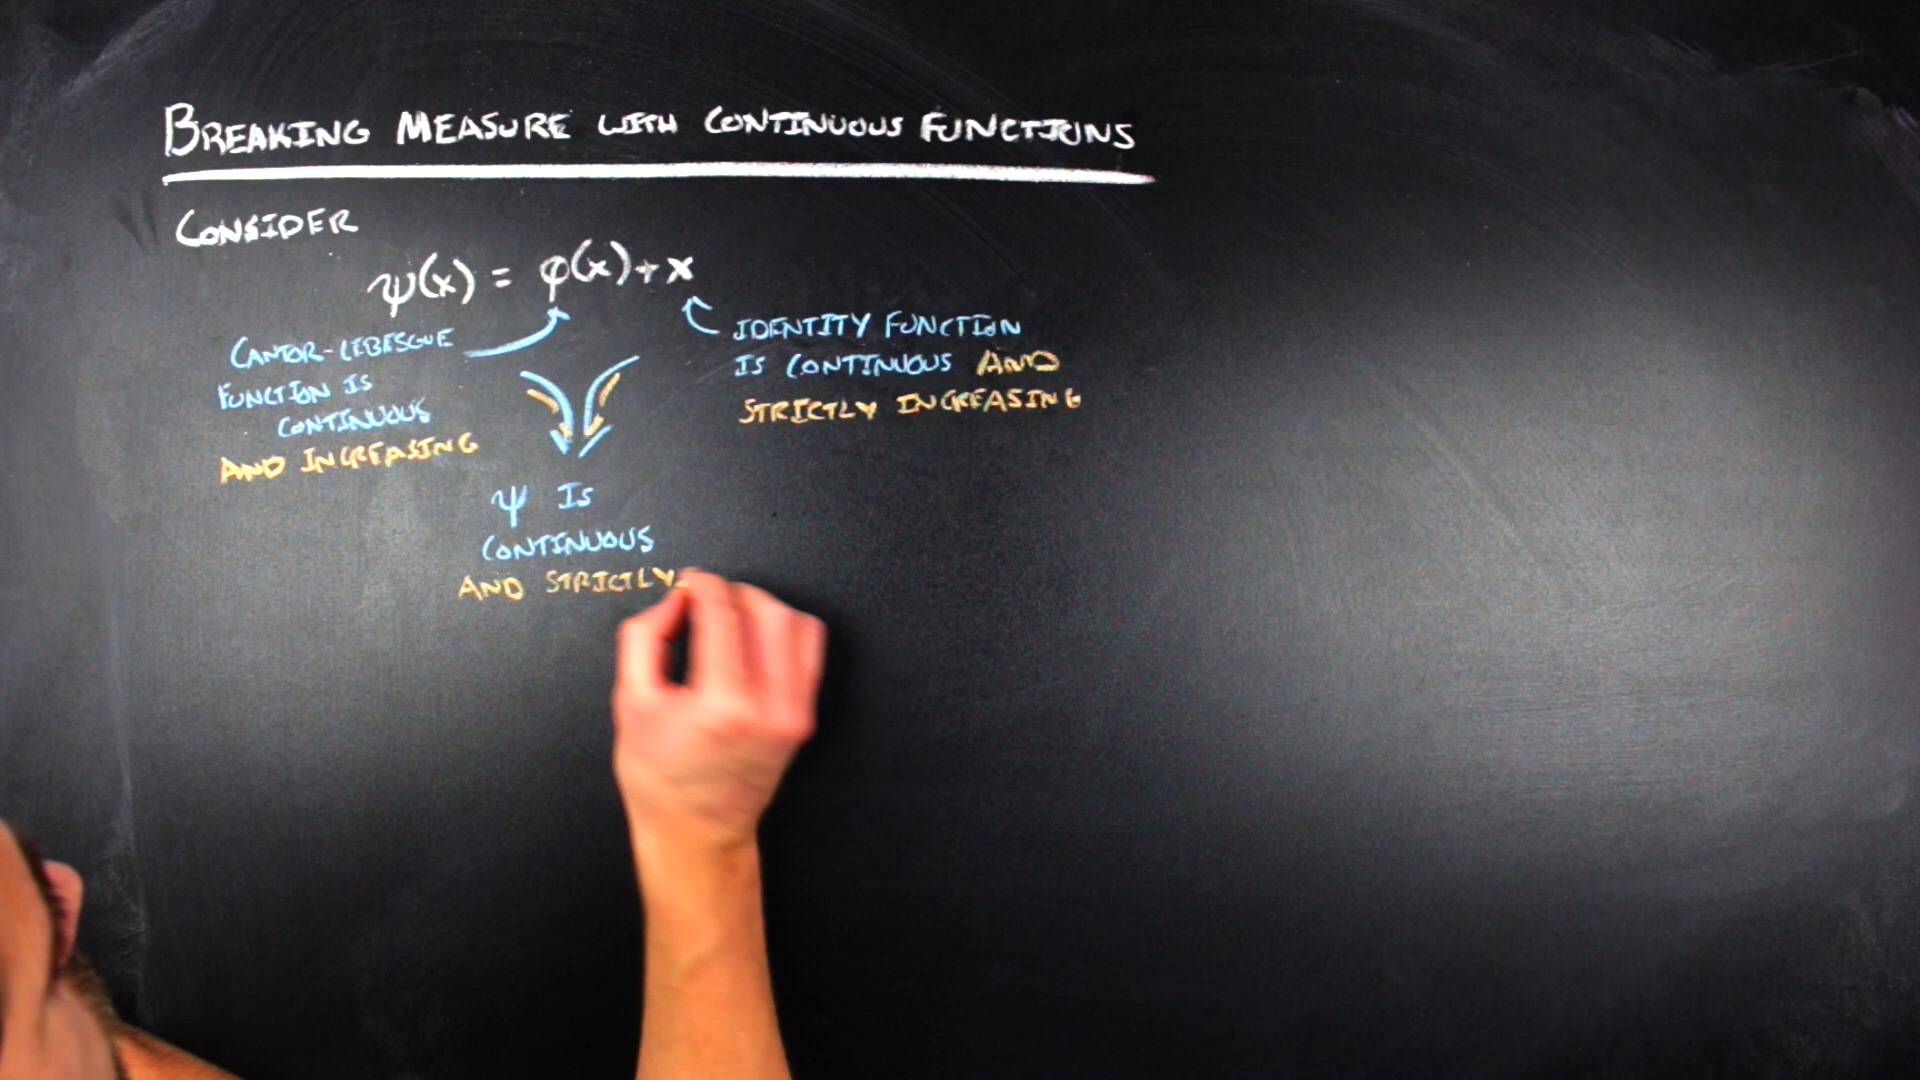 BREAKING MEASURE WITH CONTINUOUS FUNCTIONS
CONSIDER
ψ(x) = φ(x)+x
CANTOR-LEBESGUE
FUNCTION IS
CONTINUOUS
AND INCREASING
IDENTITY FUNCTION
IS CONTINUOUS AND
STRICTLY INCREASING
ψ IS
CONTINUOUS
AND STRICTLY